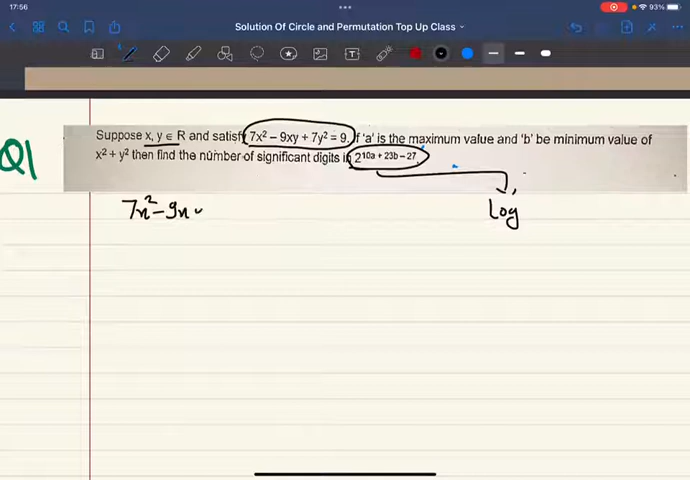 17:56
93%
Solution Of Circle and Permutation Top Up Class
Q1
Suppose x, y ∈ R and satisfy 7x² − 9xy + 7y² = 9. If 'a' is the maximum value and 'b' be minimum value of
x² + y² then find the number of significant digits in 2¹⁰ᵃ ⁺ ²³ᵇ ⁻ ²⁷.
7x² − 9x
log